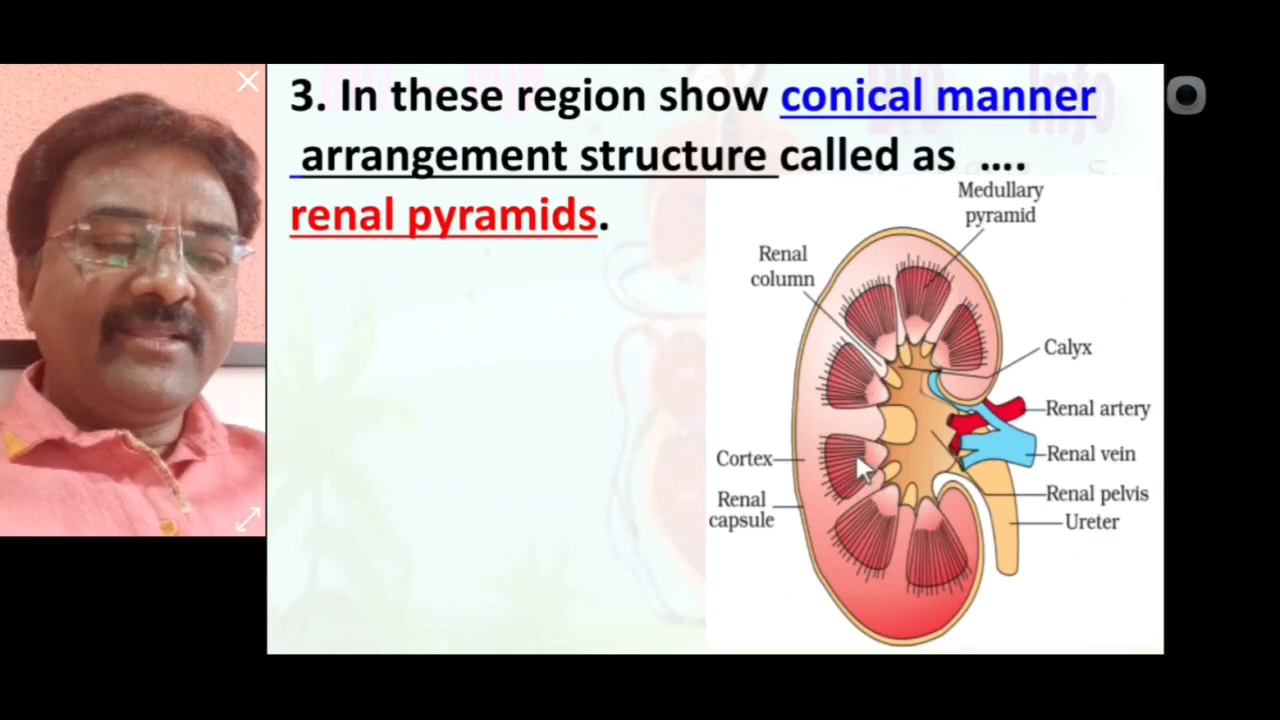 3. In these region show conical manner
arrangement structure called as ....
renal pyramids.
Medullary
pyramid
Renal
column
Calyx
Renal artery
Cortex
Renal vein
Renal
capsule
Renal pelvis
Ureter